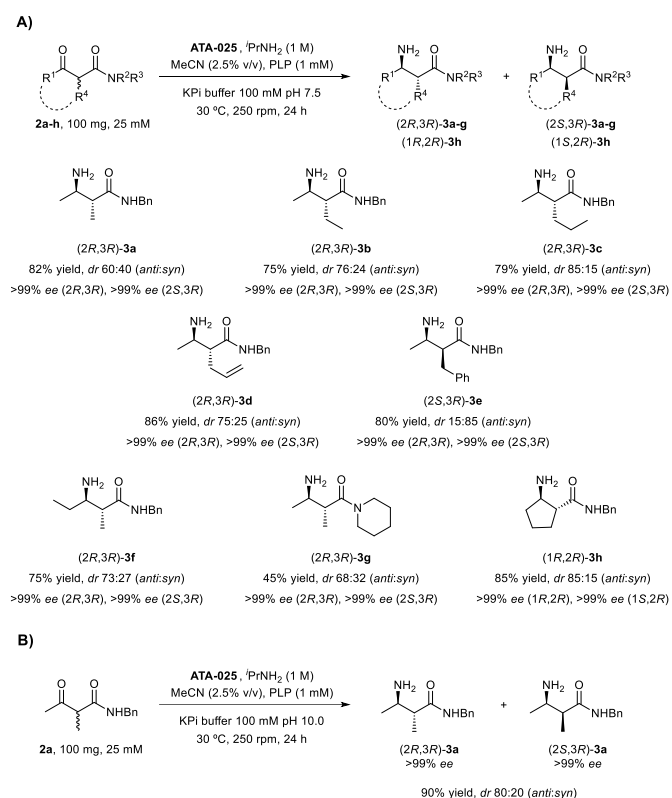 A)
O O
R1 NR2R3
R4
2a-h, 100 mg, 25 mM
ATA-025 , iPrNH2 (1 M)
MeCN (2.5% v/v), PLP (1 mM)
KPi buffer 100 mM pH 7.5
30 ºC, 250 rpm, 24 h
NH2 O
R1 NR2R3
R4
(2R,3R)-3a-g
(1R,2R)-3h
+
NH2 O
R1 NR2R3
R4
(2S,3R)-3a-g
(1S,2R)-3h
NH2 O
NHBn
(2R,3R)-3a
82% yield, dr 60:40 (anti:syn)
>99% ee (2R,3R), >99% ee (2S,3R)
NH2 O
NHBn
(2R,3R)-3b
75% yield, dr 76:24 (anti:syn)
>99% ee (2R,3R), >99% ee (2S,3R)
NH2 O
NHBn
(2R,3R)-3c
79% yield, dr 85:15 (anti:syn)
>99% ee (2R,3R), >99% ee (2S,3R)
NH2 O
NHBn
(2R,3R)-3d
86% yield, dr 75:25 (anti:syn)
>99% ee (2R,3R), >99% ee (2S,3R)
NH2 O
NHBn
Ph
(2S,3R)-3e
80% yield, dr 15:85 (anti:syn)
>99% ee (2R,3R), >99% ee (2S,3R)
NH2 O
NHBn
(2R,3R)-3f
75% yield, dr 73:27 (anti:syn)
>99% ee (2R,3R), >99% ee (2S,3R)
NH2 O
N
(2R,3R)-3g
45% yield, dr 68:32 (anti:syn)
>99% ee (2R,3R), >99% ee (2S,3R)
NH2 O
NHBn
(1R,2R)-3h
85% yield, dr 85:15 (anti:syn)
>99% ee (1R,2R), >99% ee (1S,2R)
B)
O O
NHBn
2a, 100 mg, 25 mM
ATA-025 , iPrNH2 (1 M)
MeCN (2.5% v/v), PLP (1 mM)
KPi buffer 100 mM pH 10.0
30 ºC, 250 rpm, 24 h
NH2 O
NHBn
(2R,3R)-3a
>99% ee
+
NH2 O
NHBn
(2S,3R)-3a
>99% ee
90% yield, dr 80:20 (anti:syn)